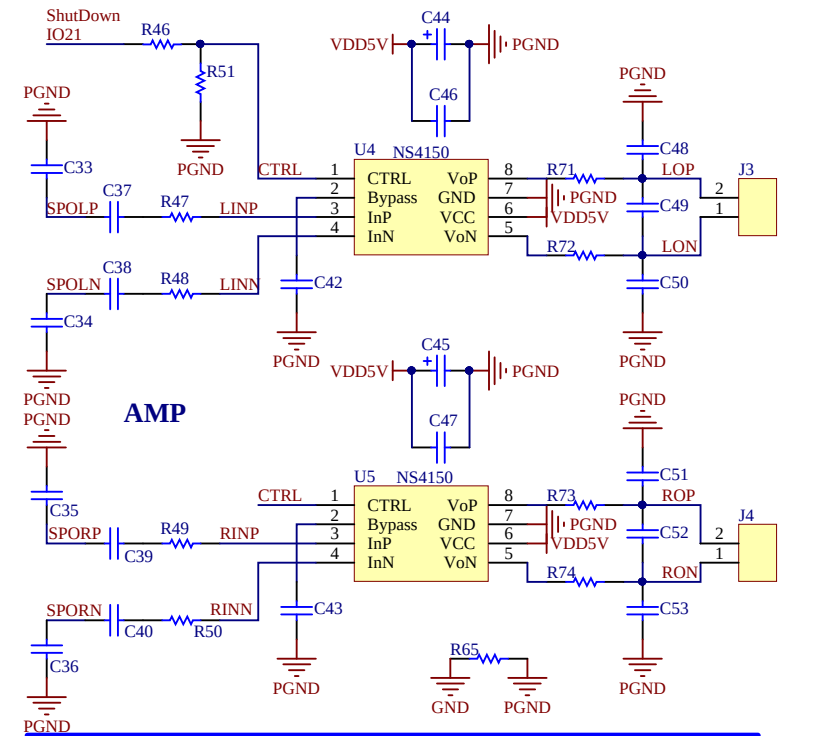 ShutDown
IO21
R46
R51
PGND
C44
VDD5V
PGND
C46
PGND
C33
C37
R47
SPOLP
LINP
CTRL
U4
NS4150
1 CTRL VoP 8
2 Bypass GND 7
3 InP VCC 6
4 InN VoN 5
R71
PGND
VDD5V
R72
PGND
C48
LOP
C49
LON
C50
PGND
J3
2
1
PGND
C38
R48
SPOLN
LINN
C34
PGND
C42
PGND
C45
VDD5V
PGND
C47
AMP
PGND
C35
SPORP
C39
R49
RINP
CTRL
U5
NS4150
1 CTRL VoP 8
2 Bypass GND 7
3 InP VCC 6
4 InN VoN 5
R73
PGND
VDD5V
R74
PGND
C51
ROP
C52
RON
C53
PGND
J4
2
1
SPORN
C40
R50
RINN
C36
PGND
C43
PGND
R65
GND
PGND